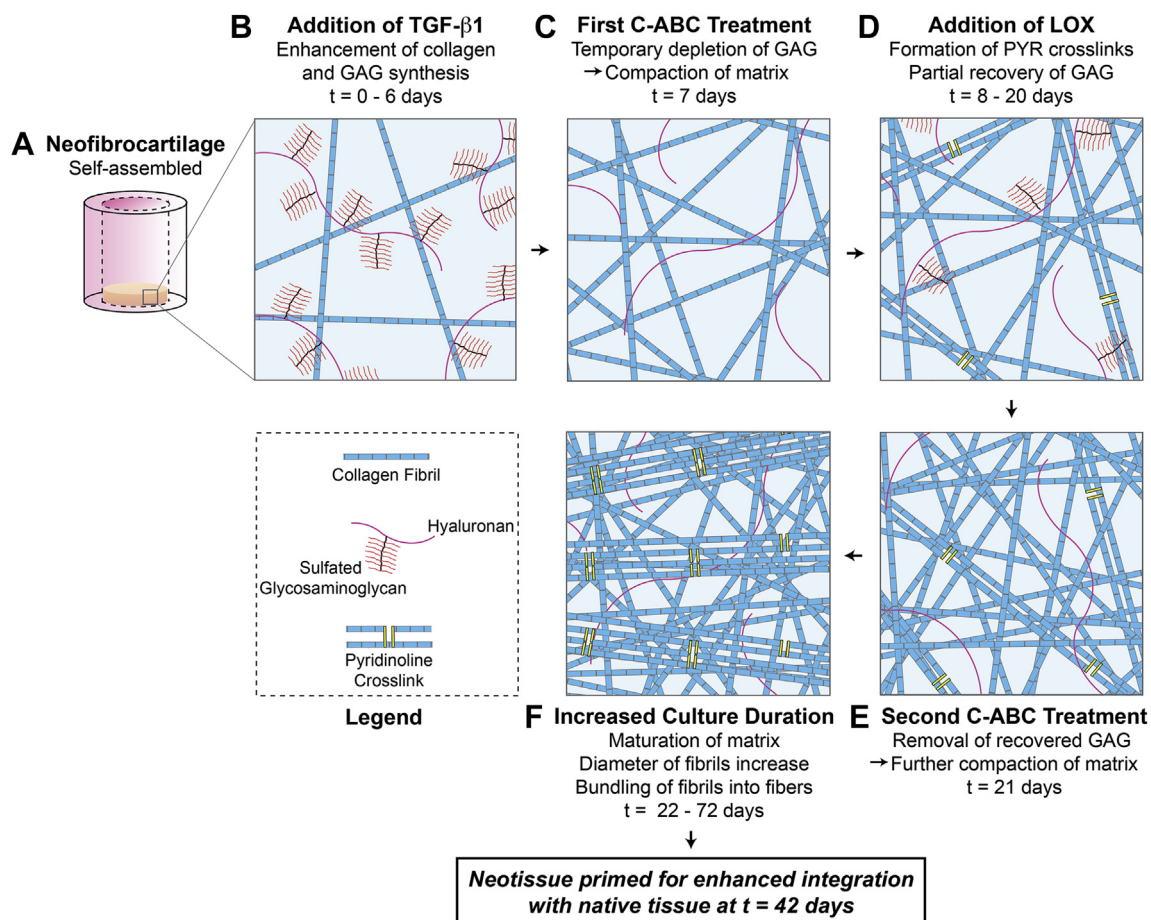 A Neofibrocartilage
Self-assembled
B Addition of TGF-β1
Enhancement of collagen
and GAG synthesis
t = 0 - 6 days
C First C-ABC Treatment
Temporary depletion of GAG
→ Compaction of matrix
t = 7 days
D Addition of LOX
Formation of PYR crosslinks
Partial recovery of GAG
t = 8 - 20 days
E Second C-ABC Treatment
Removal of recovered GAG
→ Further compaction of matrix
t = 21 days
F Increased Culture Duration
Maturation of matrix
Diameter of fibrils increase
Bundling of fibrils into fibers
t = 22 - 72 days
Collagen Fibril
Hyaluronan
Sulfated
Glycosaminoglycan
Pyridinoline
Crosslink
Legend
Neotissue primed for enhanced integration
with native tissue at t = 42 days